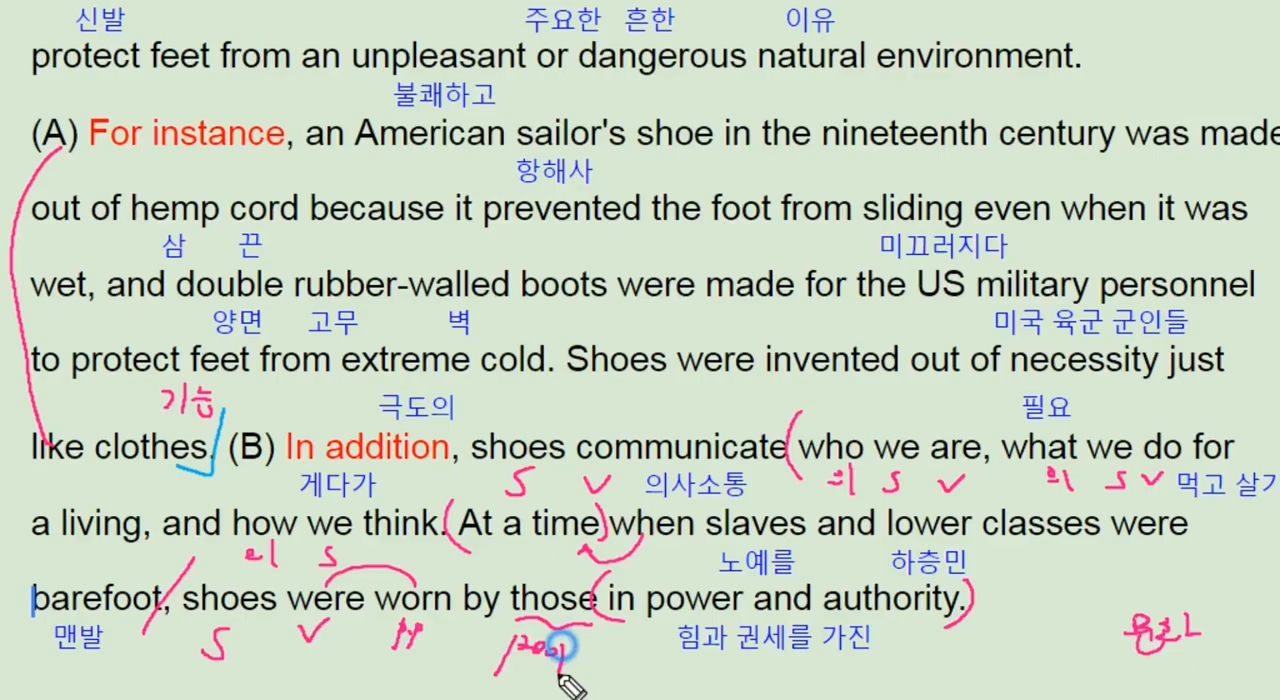 신발 주요한 흔한 이유
protect feet from an unpleasant or dangerous natural environment.
불쾌하고
(A) For instance, an American sailor's shoe in the nineteenth century was made
항해사
out of hemp cord because it prevented the foot from sliding even when it was
삼 끈 미끄러지다
wet, and double rubber-walled boots were made for the US military personnel
양면 고무 벽 미국 육군 군인들
to protect feet from extreme cold. Shoes were invented out of necessity just
기능 극도의 필요
like clothes. (B) In addition, shoes communicate who we are, what we do for
게다가 S V 의사소통 의 S V 의 S V 먹고 살기
a living, and how we think. At a time when slaves and lower classes were
의 S 노예를 하층민
barefoot, shoes were worn by those in power and authority.
맨발 S V pp 힘과 권세를 가진